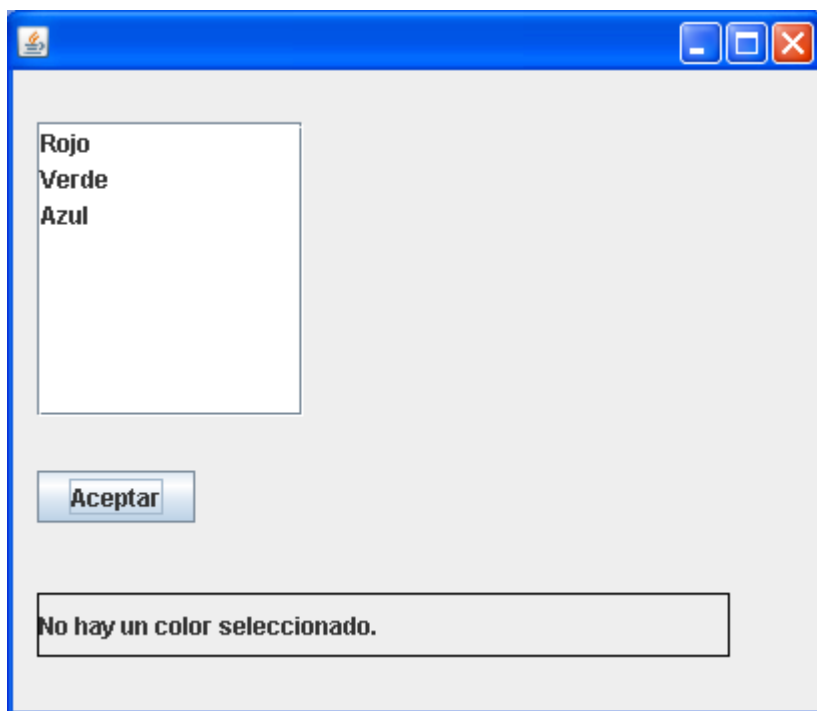 Rojo
Verde
Azul
Aceptar
No hay un color seleccionado.